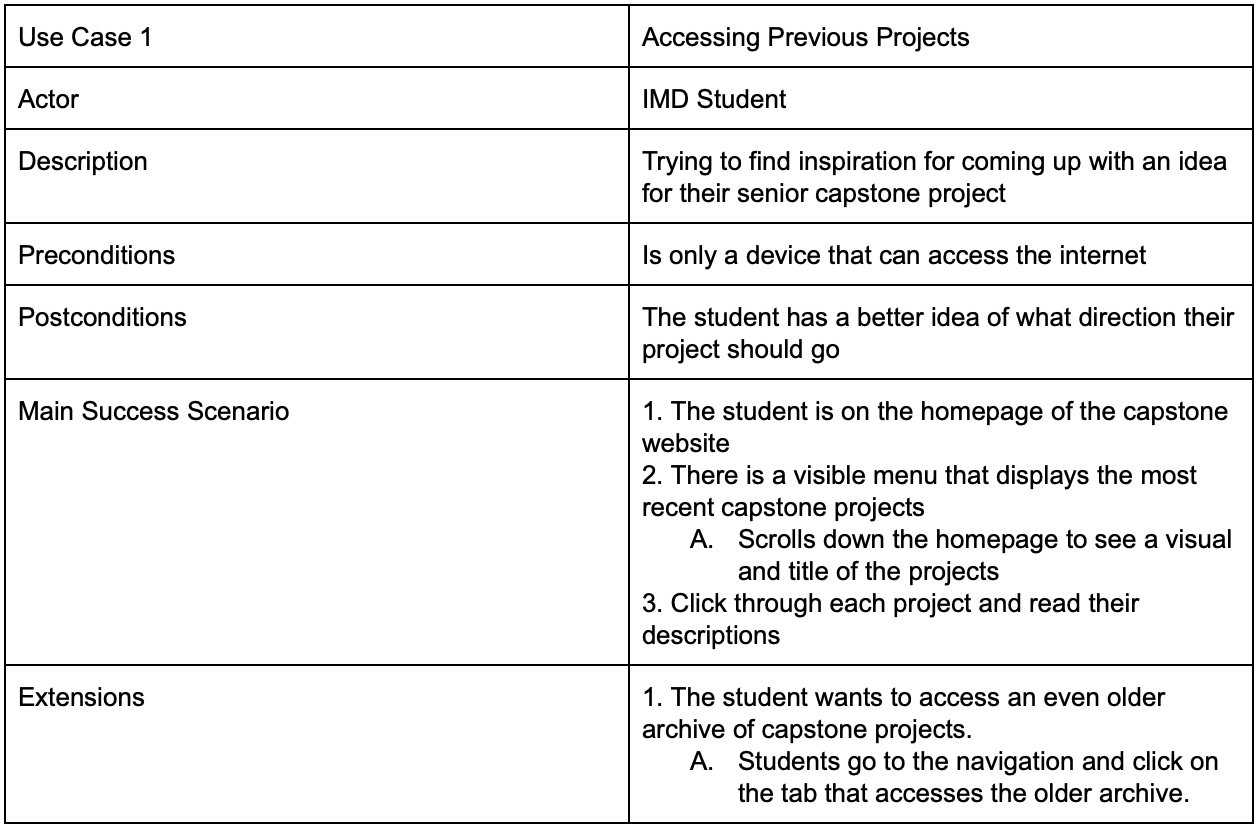 Use Case 1
Accessing Previous Projects
Actor
IMD Student
Description
Trying to find inspiration for coming up with an idea
for their senior capstone project
Preconditions
Is only a device that can access the internet
Postconditions
The student has a better idea of what direction their
project should go
Main Success Scenario
1. The student is on the homepage of the capstone
website
2. There is a visible menu that displays the most
recent capstone projects
A. Scrolls down the homepage to see a visual
and title of the projects
3. Click through each project and read their
descriptions
Extensions
1. The student wants to access an even older
archive of capstone projects.
A. Students go to the navigation and click on
the tab that accesses the older archive.